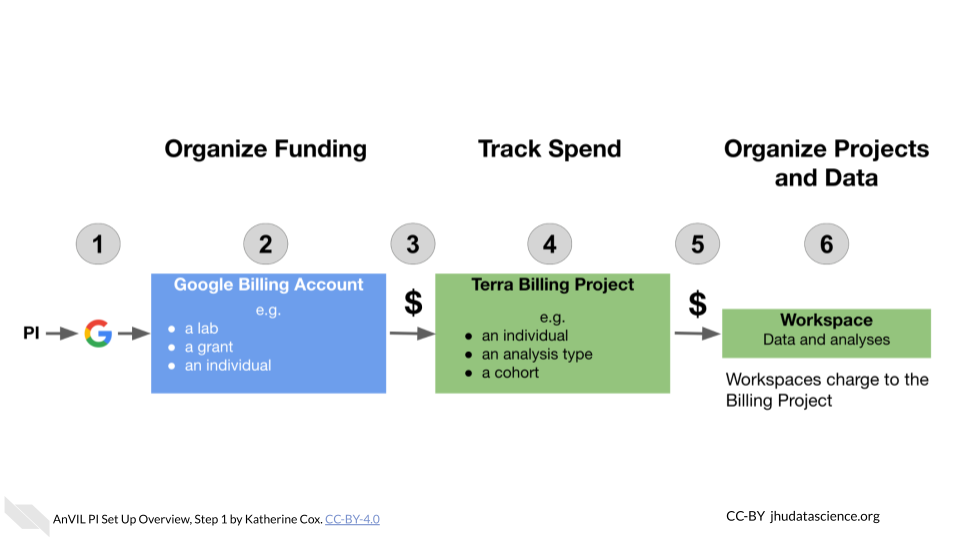 Organize Funding
Track Spend
Organize Projects
and Data
1
2
3
4
5
6
PI
G
Google Billing Account
e.g.
● a lab
● a grant
● an individual
$
Terra Billing Project
e.g.
● an individual
● an analysis type
● a cohort
$
Workspace
Data and analyses
Workspaces charge to the
Billing Project
AnVIL PI Set Up Overview, Step 1 by Katherine Cox. CC-BY-4.0
CC-BY jhudatascience.org